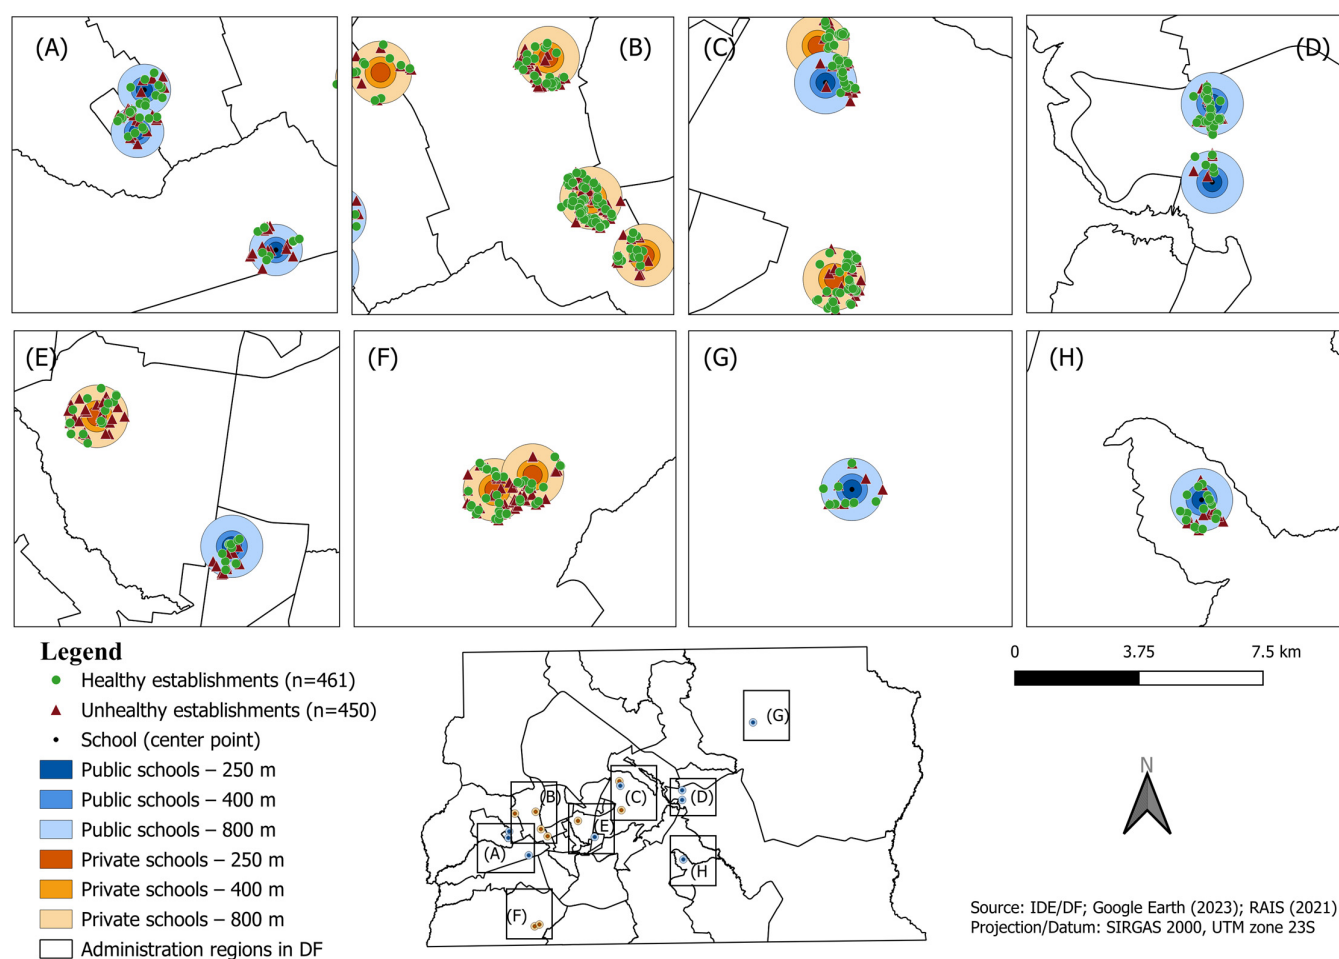 (A)
(B)
(C)
(D)
(E)
(F)
(G)
(H)
Legend
Healthy establishments (n=461)
Unhealthy establishments (n=450)
School (center point)
Public schools – 250 m
Public schools – 400 m
Public schools – 800 m
Private schools – 250 m
Private schools – 400 m
Private schools – 800 m
Administration regions in DF
(G)
(B)
(C)
(D)
(E)
(A)
(H
(F)
0 3.75 7.5 km
N
Source: IDE/DF; Google Earth (2023); RAIS (2021)
Projection/Datum: SIRGAS 2000, UTM zone 23S